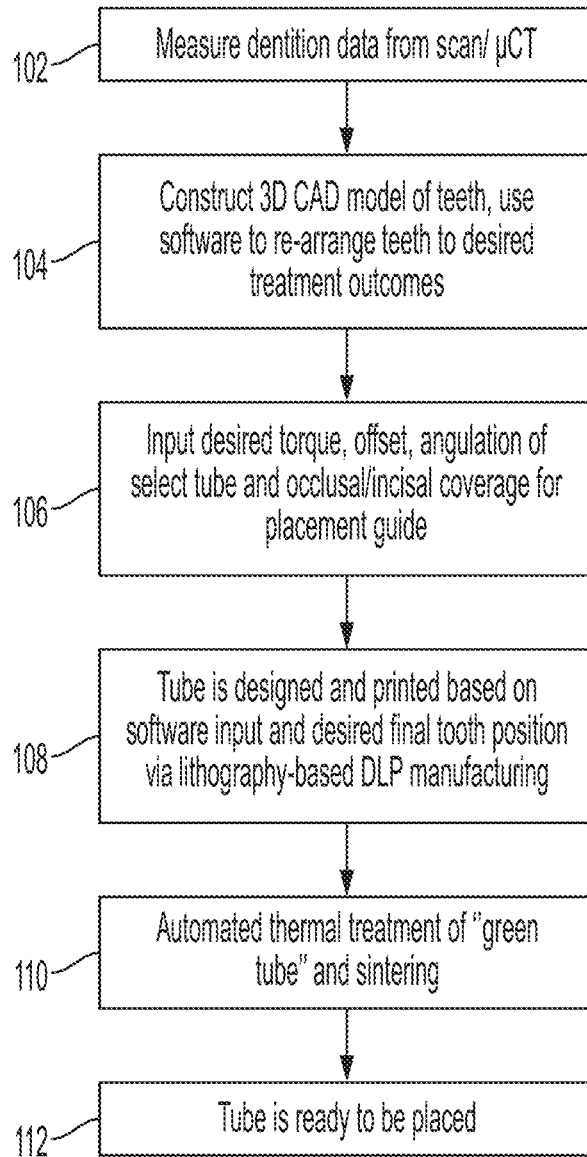 102
Measure dentition data from scan/ µCT
104
Construct 3D CAD model of teeth, use
software to re-arrange teeth to desired
treatment outcomes
106
Input desired torque, offset, angulation of
select tube and occlusal/incisal coverage for
placement guide
108
Tube is designed and printed based on
software input and desired final tooth position
via lithography-based DLP manufacturing
110
Automated thermal treatment of "green
tube" and sintering
112
Tube is ready to be placed